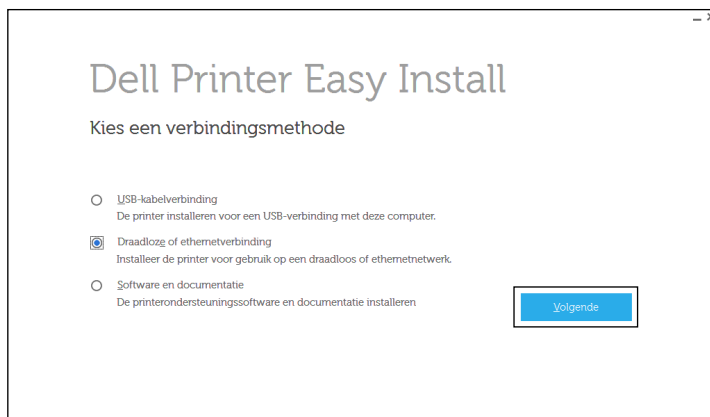 Dell Printer Easy Install
Kies een verbindingsmethode
USB-kabelverbinding
De printer installeren voor een USB-verbinding met deze computer.
Draadloze of ethernetverbinding
Installeer de printer voor gebruik op een draadloos of ethernetnetwerk.
Software en documentatie
De printerondersteuningssoftware en documentatie installeren
Volgende